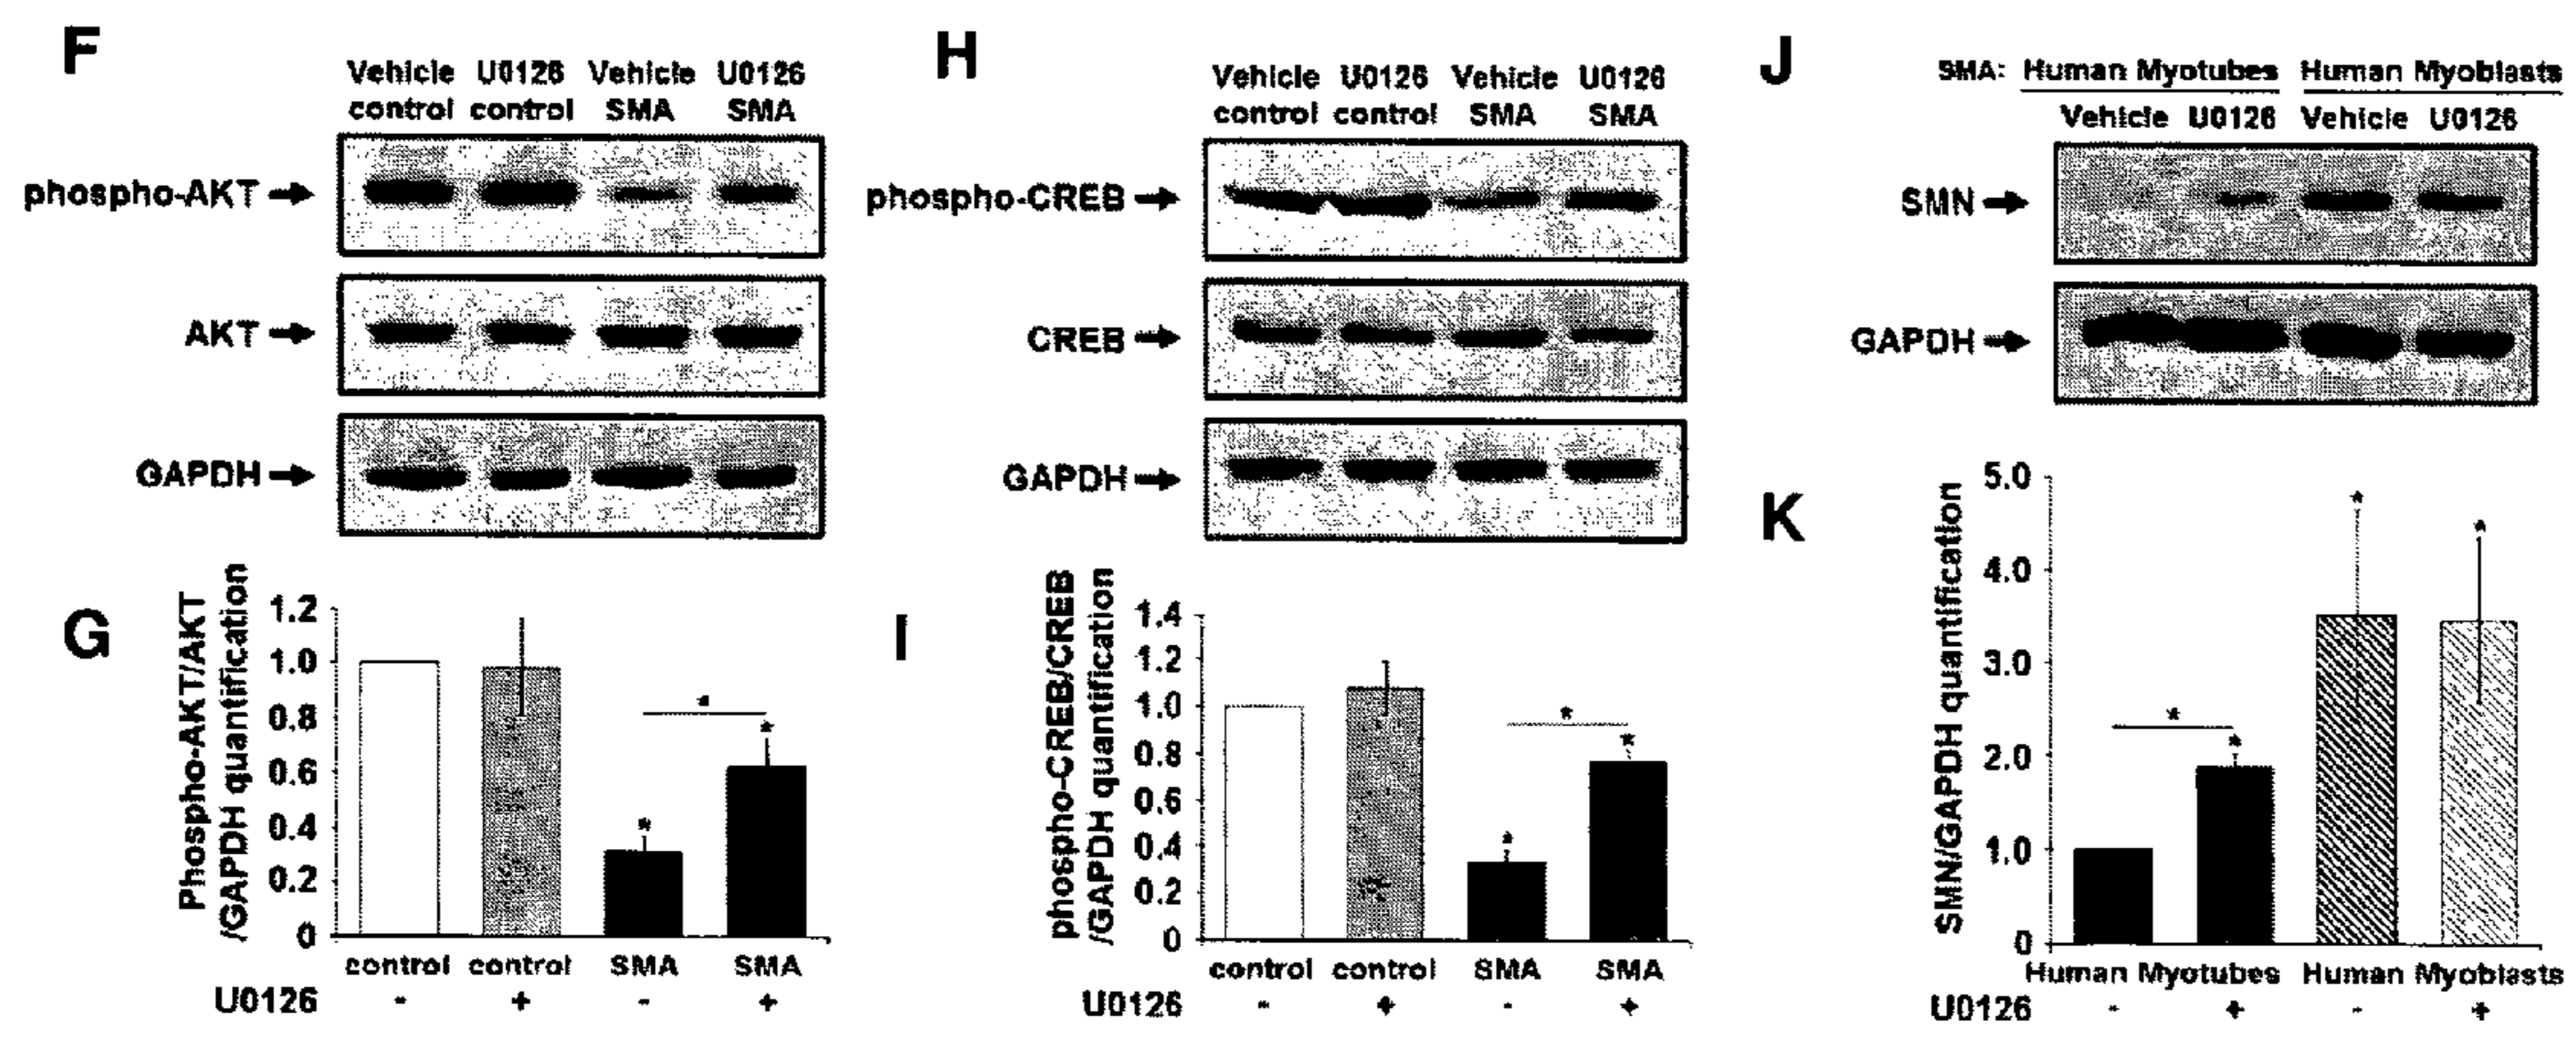 F
Vehicle U0126 Vehicle U0126
control control SMA SMA
phospho-AKT
AKT
GAPDH
G
Phospho-AKT/AKT
/GAPDH quantification
1.2
1.0
0.8
0.6
0.4
0.2
0
*
*
*
control control SMA SMA
U0126 - + - +
H
Vehicle U0126 Vehicle U0126
control control SMA SMA
phospho-CREB
CREB
GAPDH
I
phospho-CREB/CREB
/GAPDH quantification
1.4
1.2
1.0
0.8
0.6
0.4
0.2
0
*
*
*
control control SMA SMA
U0126 - + - +
J
SMA: Human Myotubes Human Myoblasts
Vehicle U0126 Vehicle U0126
SMN
GAPDH
K
SMN/GAPDH quantification
5.0
4.0
3.0
2.0
1.0
0
*
*
*
*
Human Myotubes Human Myoblasts
U0126 - + - +